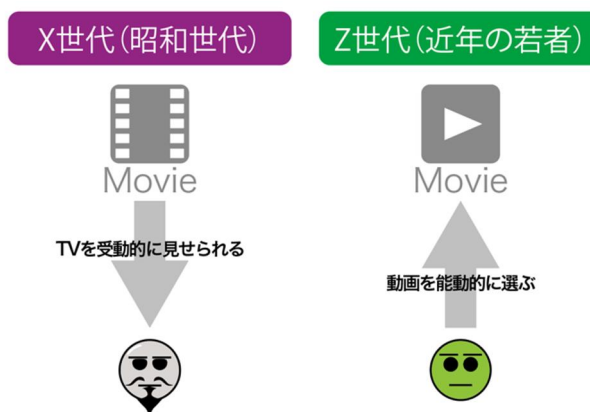 X世代(昭和世代)
Movie
TVを受動的に見せられる
Z世代(近年の若者)
Movie
動画を能動的に選ぶ